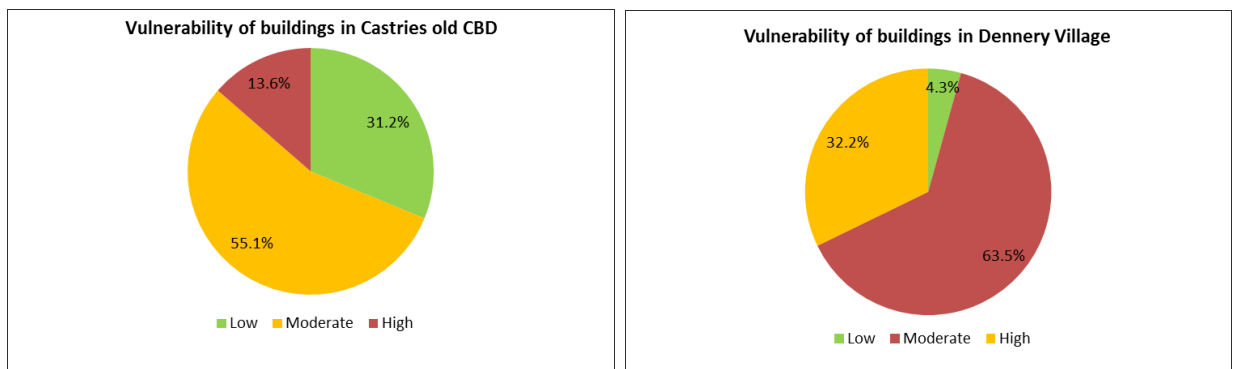 Vulnerability of buildings in Castries old CBD
13.6%
31.2%
55.1%
Low Moderate High
Vulnerability of buildings in Dennery Village
4.3%
32.2%
63.5%
Low Moderate High